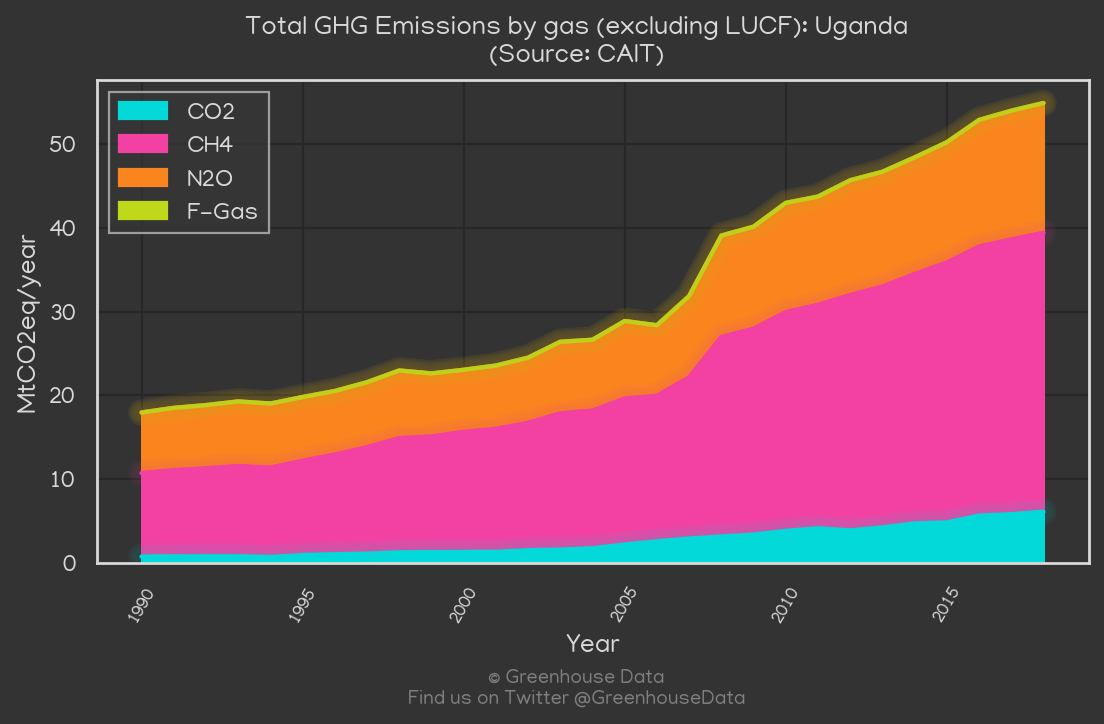 Total GHG Emissions by gas (excluding LUCF): Uganda
(Source: CAIT)
CO2
CH4
N2O
F-Gas
MtCO2eq/year
50
40
30
20
10
0
1990
1995
2000
2005
2010
2015
Year
© Greenhouse Data
Find us on Twitter @GreenhouseData